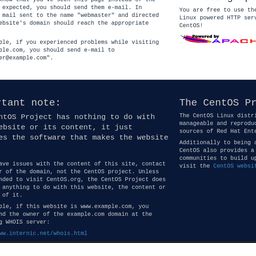 expected, you should send them e-mail. In
mail sent to the name "webmaster" and directed
ebsite's domain should reach the appropriate
ple, if you experienced problems while visiting
ple.com, you should send e-mail to
er@example.com".
You are free to use the
Linux powered HTTP serv
CentOS!
Powered by
APACH
rtant note:
ntOS Project has nothing to do with
ebsite or its content, it just
es the software that makes the website
ave issues with the content of this site, contact
r of the domain, not the CentOS project. Unless
nded to visit CentOS.org, the CentOS Project does
anything to do with this website, the content or
of it.
ple, if this website is www.example.com, you
nd the owner of the example.com domain at the
g WHOIS server:
ww.internic.net/whois.html
The CentOS Pr
The CentOS Linux distri
manageable and reproduc
sources of Red Hat Ente
Additionally to being a
CentOS also provides a
communities to build up
visit the CentOS websit